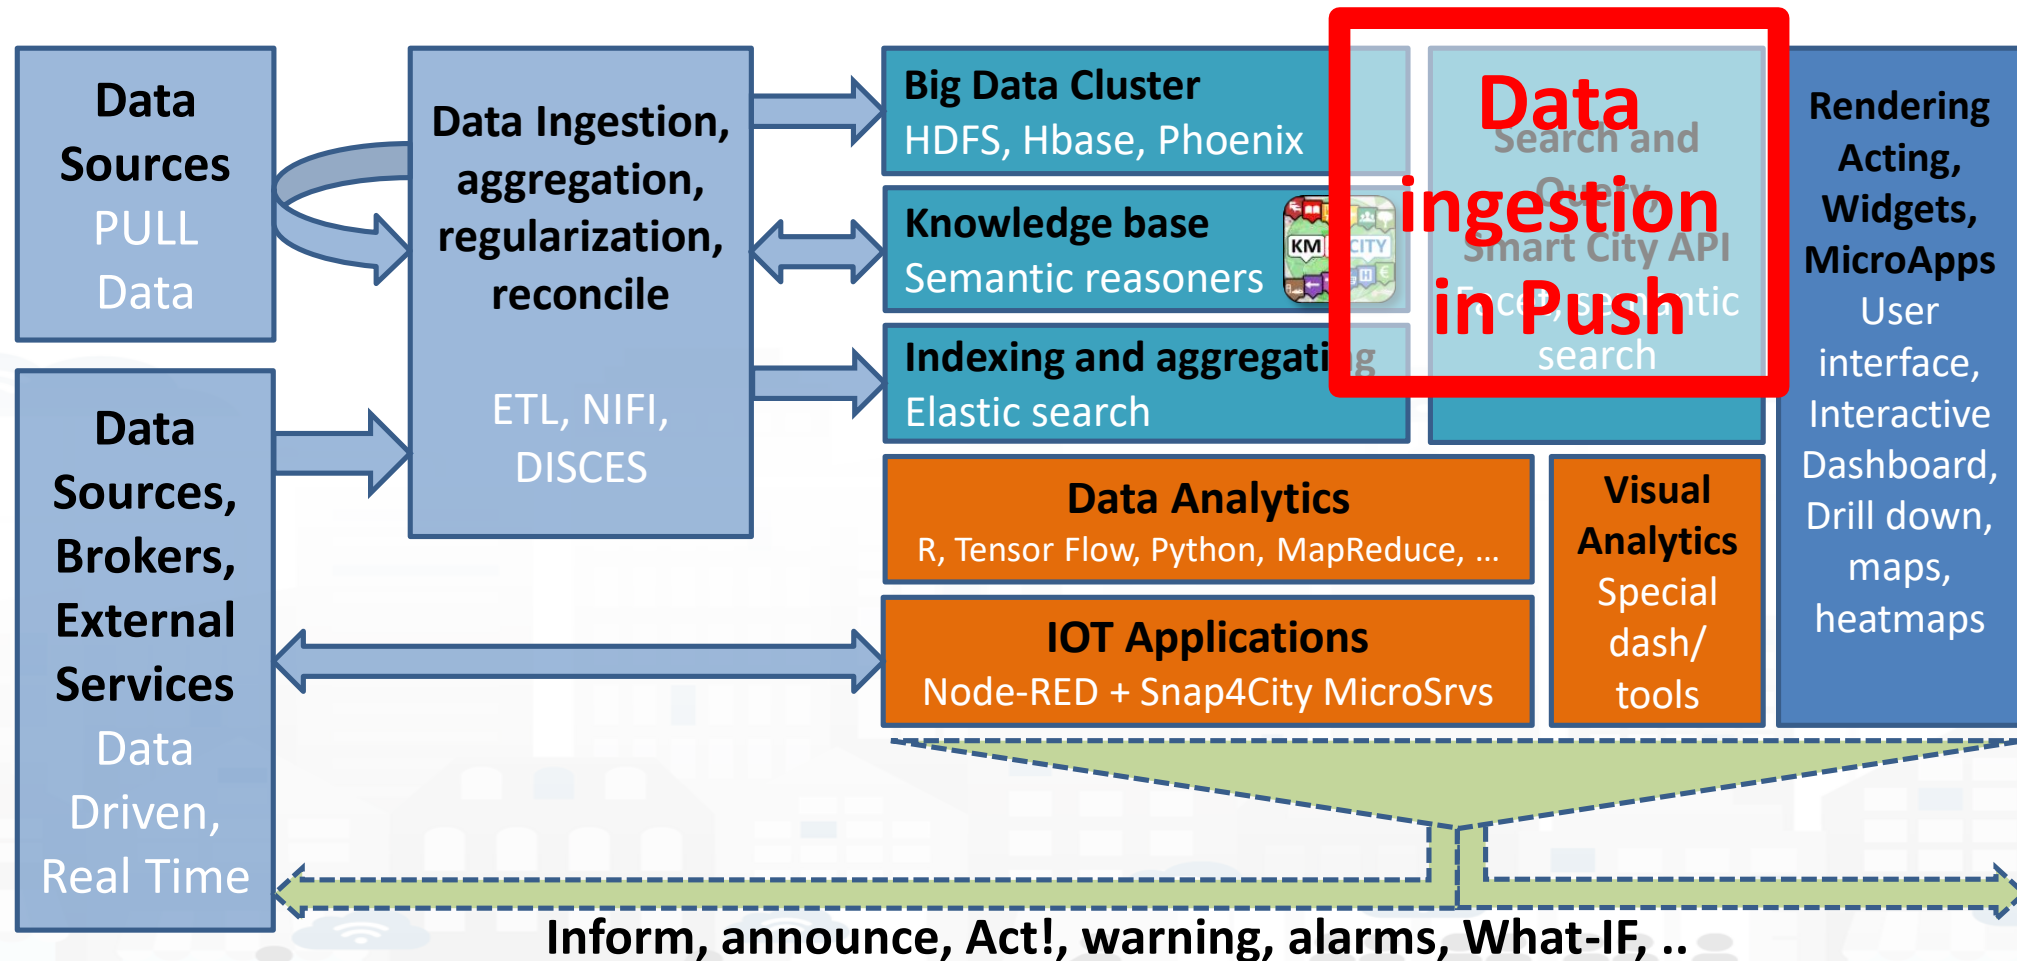 Data
Sources
PULL
Data
Data
Sources,
Brokers,
External
Services
Data
Driven,
Real Time
Data Ingestion,
aggregation,
regularization,
reconcile
ETL, NIFI,
DISCES
Big Data Cluster
HDFS, Hbase, Phoenix
Knowledge base
Semantic reasoners
KM
CITY
Indexing and aggregating
Elastic search
Search and
Query,
Smart City API
Facet, semantic
search
Data
ingestion
in Push
Data Analytics
R, Tensor Flow, Python, MapReduce, ...
IOT Applications
Node-RED + Snap4City MicroSrvs
Visual
Analytics
Special
dash/
tools
Rendering
Acting,
Widgets,
MicroApps
User
interface,
Interactive
Dashboard,
Drill down,
maps,
heatmaps
Inform, announce, Act!, warning, alarms, What-IF, ..